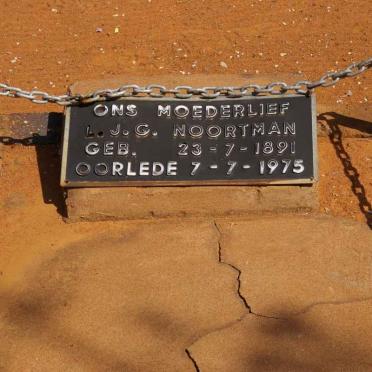 ONS MOEDERLIEF
L.J.G. NOORTMAN
GEB. 23-7-1891
OORLEDE 7-7-1975